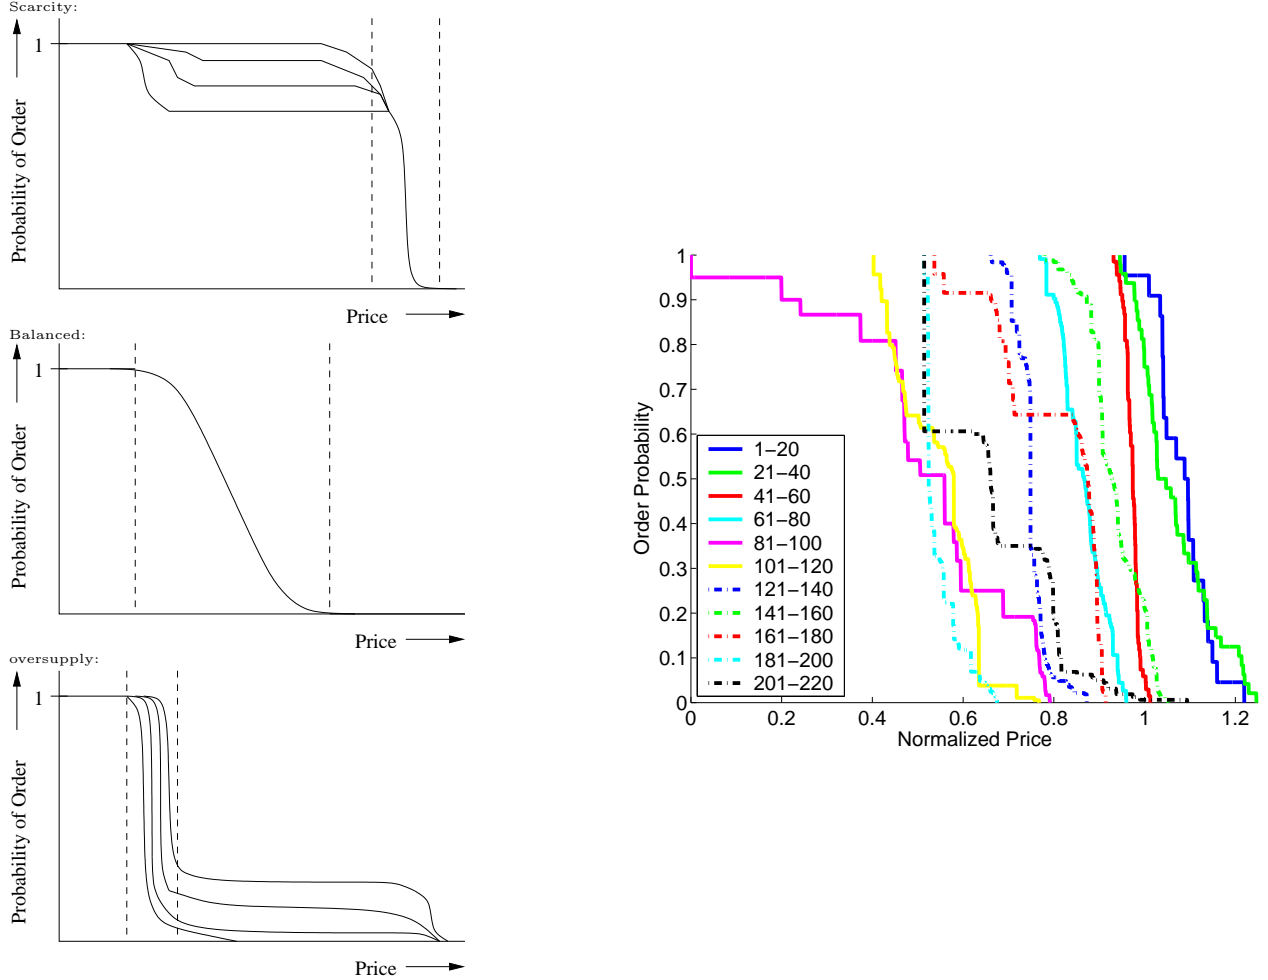 Scarcity:
1
Probability of Order
Price
Balanced:
1
Probability of Order
Price
oversupply:
1
Probability of Order
Price
1
0.9
0.8
0.7
0.6
0.5
0.4
0.3
0.2
0.1
0
Order Probability
1−20
21−40
41−60
61−80
81−100
101−120
121−140
141−160
161−180
181−200
201−220
0 0.2 0.4 0.6 0.8 1 1.2
Normalized Price